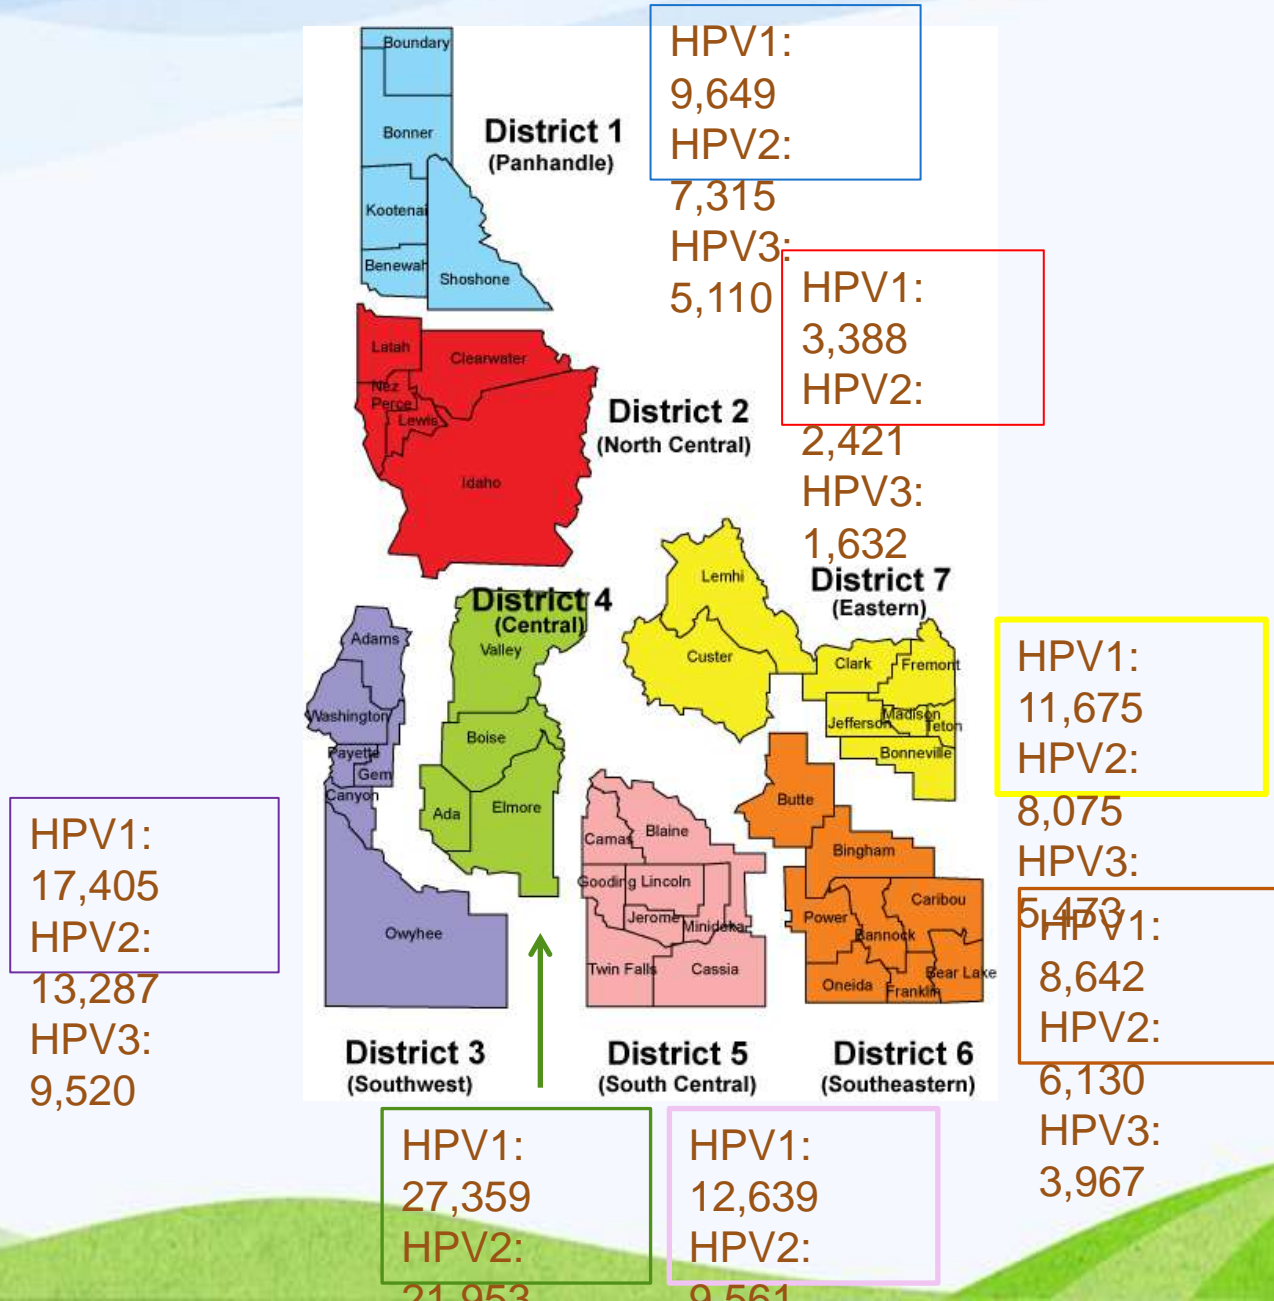 HPV1:
9,649
HPV2:
7,315
HPV3:
5,110
Boundary
Bonner
Kootenai
Benewah
Shoshone
District 1
(Panhandle)
HPV1:
3,388
HPV2:
2,421
HPV3:
1,632
Latah
Clearwater
Nez
Perce
Lewis
Idaho
District 2
(North Central)
District 4
(Central)
Valley
Boise
Ada
Elmore
Adams
Washington
Payette
Gem
Canyon
Owyhee
Lemhi
Custer
District 7
(Eastern)
Clark
Fremont
Jefferson
Madison
Teton
Bonneville
HPV1:
11,675
HPV2:
8,075
HPV3:
5,473
HPV1:
17,405
HPV2:
13,287
HPV3:
9,520
Camas
Blaine
Gooding
Lincoln
Jerome
Minidoka
Twin Falls
Cassia
Butte
Bingham
Power
Bannock
Caribou
Oneida
Franklin
Bear Lake
HPV1:
8,642
HPV2:
6,130
HPV3:
3,967
District 3
(Southwest)
District 5
(South Central)
District 6
(Southeastern)
HPV1:
27,359
HPV2:
21,953
HPV1:
12,639
HPV2:
9,561